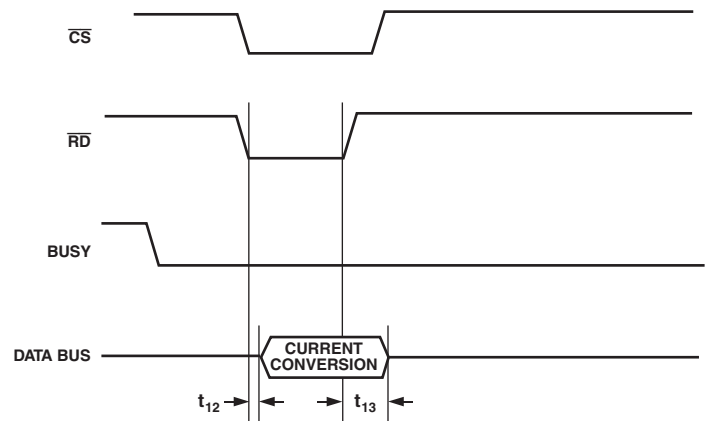 CS
RD
BUSY
DATA BUS
CURRENT
CONVERSION
t12
t13